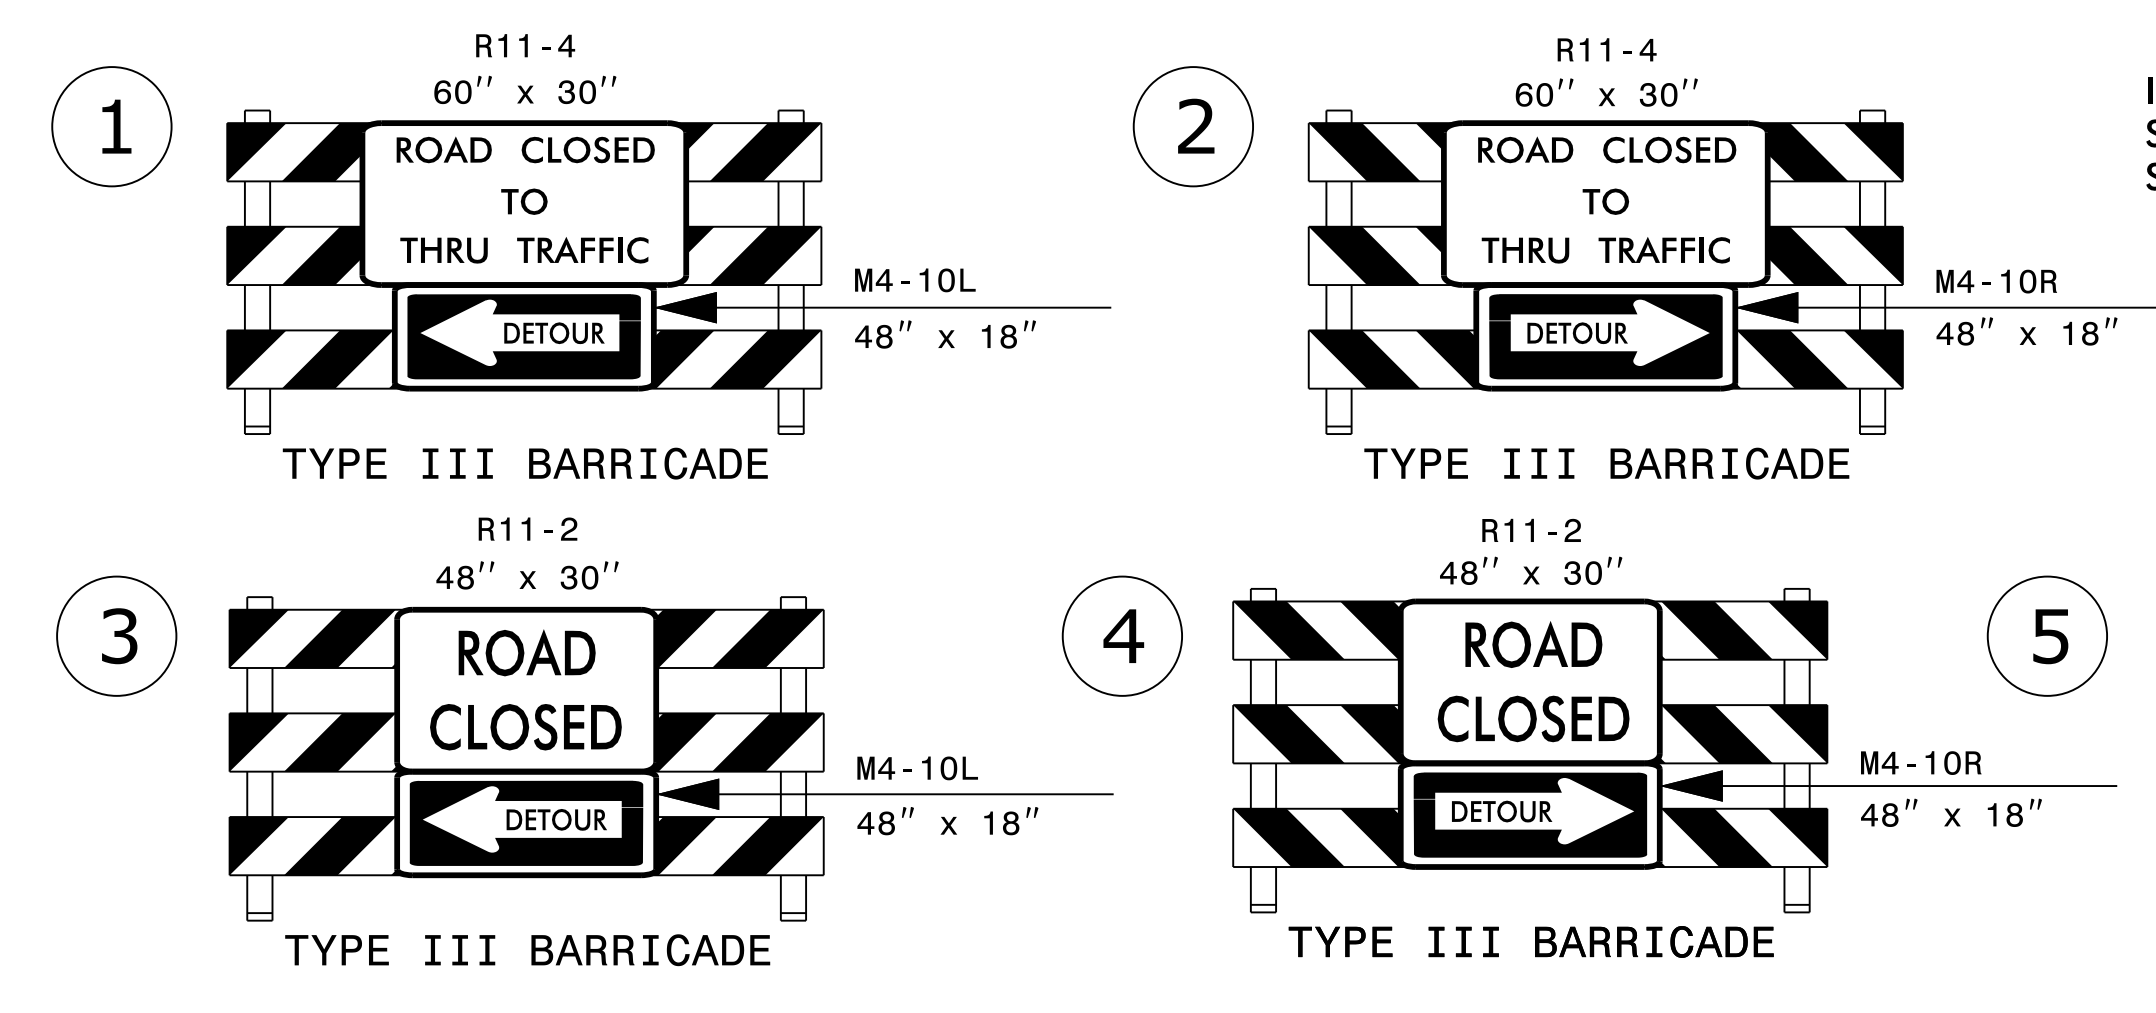 1
R11-4
60" x 30"
ROAD CLOSED
TO
THRU TRAFFIC
DETOUR
M4-10L
48" x 18"
TYPE III BARRICADE
2
R11-4
60" x 30"
ROAD CLOSED
TO
THRU TRAFFIC
DETOUR
M4-10R
48" x 18"
TYPE III BARRICADE
3
R11-2
48" x 30"
ROAD
CLOSED
DETOUR
M4-10L
48" x 18"
TYPE III BARRICADE
4
R11-2
48" x 30"
ROAD
CLOSED
DETOUR
M4-10R
48" x 18"
TYPE III BARRICADE
5